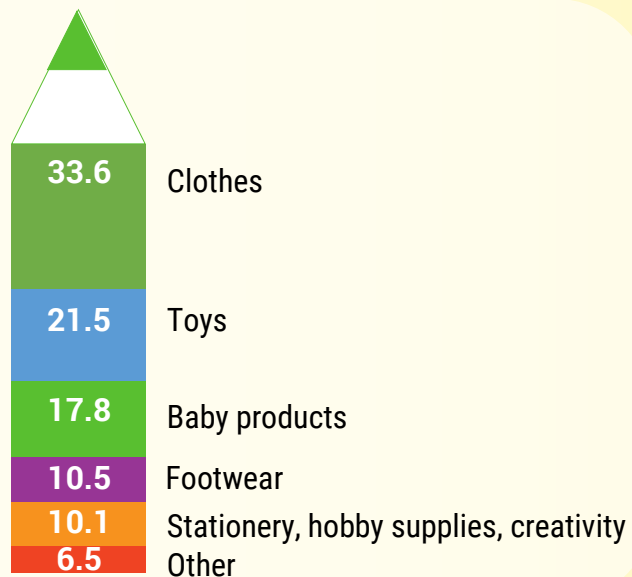 33.6 Clothes
21.5 Toys
17.8 Baby products
10.5 Footwear
10.1 Stationery, hobby supplies, creativity
6.5 Other